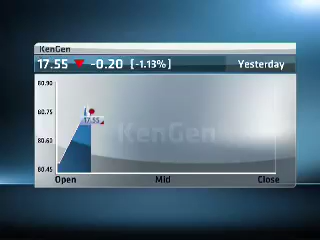 KenGen
17.55 -0.20 [-1.13%] Yesterday
80.90
80.75
17.55
KenGen
80.60
80.45
Open Mid Close